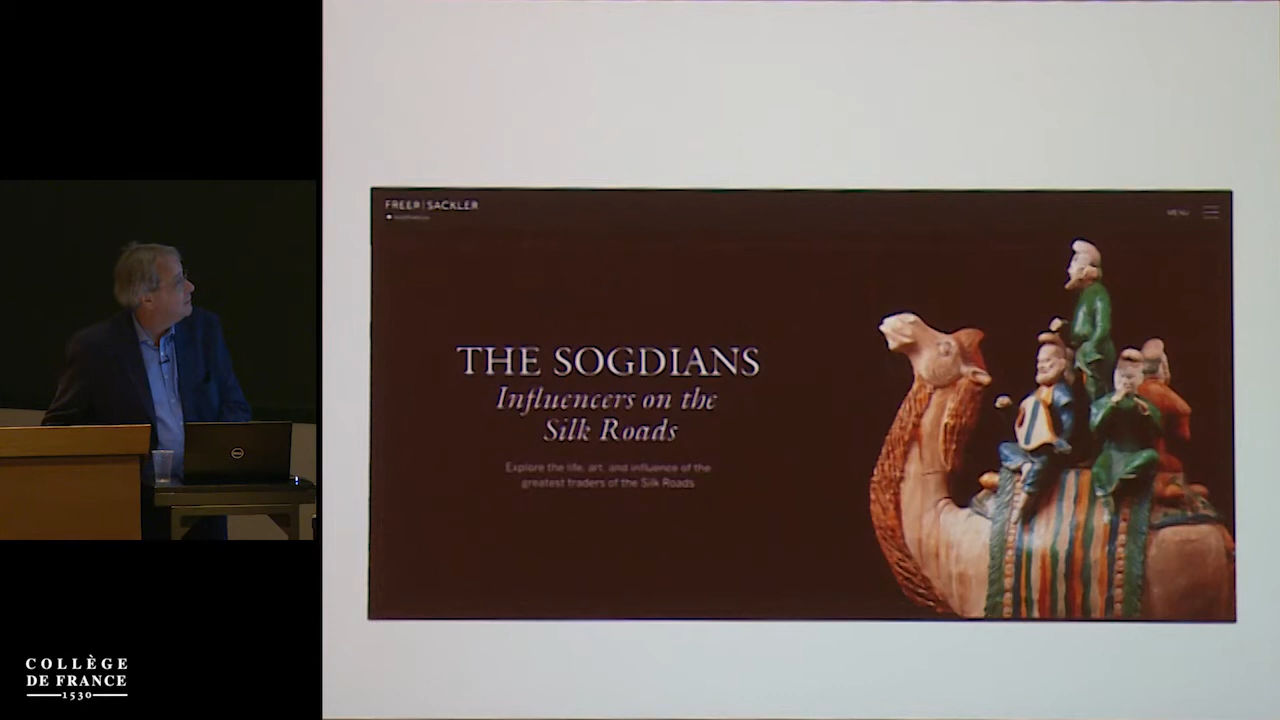 FREER|SACKLER
MENU
THE SOGDIANS
Influencers on the
Silk Roads
Explore the life, art, and influence of the
greatest traders of the Silk Roads
DELL
COLLÈGE
DE FRANCE
1530